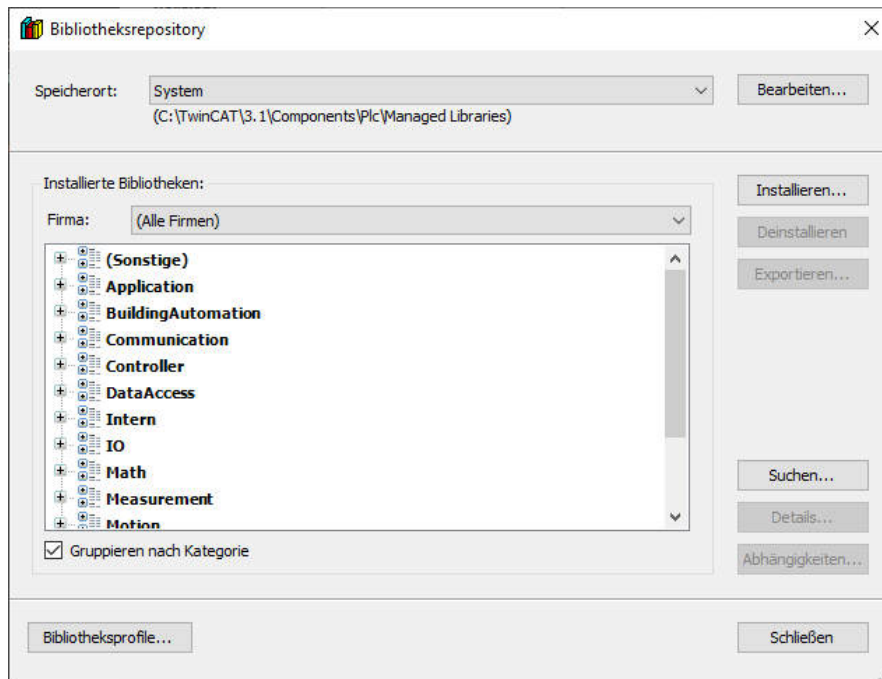 Bibliotheksrepository
Speicherort: System Bearbeiten...
(C:\TwinCAT\3.1\Components\Plc\Managed Libraries)
Installierte Bibliotheken:
Installieren...
Firma: (Alle Firmen)
Deinstallieren
(Sonstige)
Exportieren...
Application
BuildingAutomation
Communication
Controller
DataAccess
Intern
IO
Math
Suchen...
Measurement
Details...
Motion
Gruppieren nach Kategorie
Abhängigkeiten...
Bibliotheksprofile... Schließen